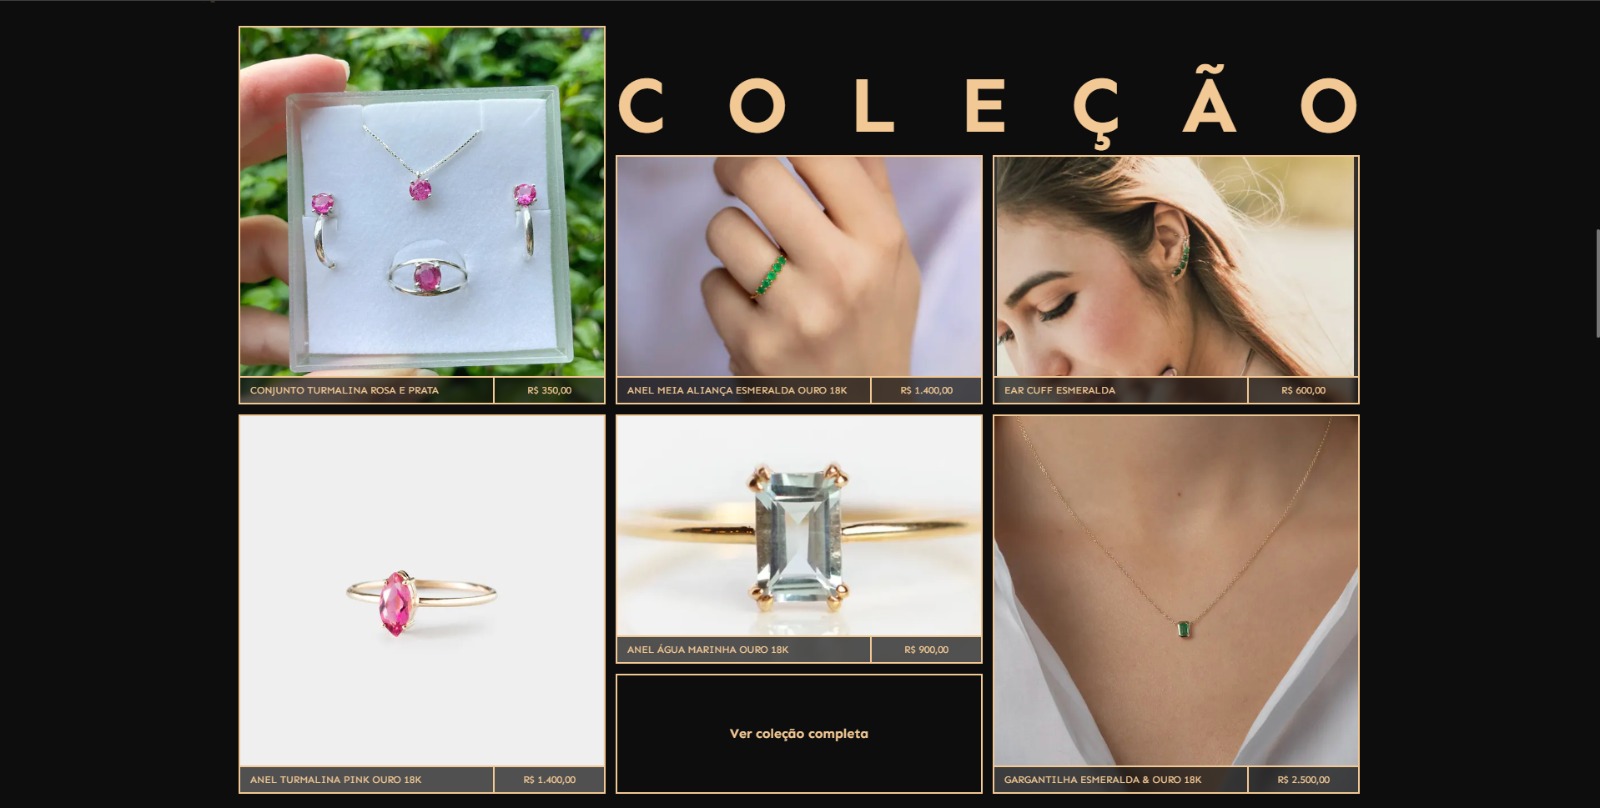 COLEÇÃO
CONJUNTO TURMALINA ROSA E PRATA
R$ 350,00
ANEL MEIA ALIANÇA ESMERALDA OURO 18K
R$ 1.400,00
EAR CUFF ESMERALDA
R$ 600,00
ANEL TURMALINA PINK OURO 18K
R$ 1.400,00
ANEL ÁGUA MARINHA OURO 18K
R$ 900,00
Ver coleção completa
GARGANTILHA ESMERALDA & OURO 18K
R$ 2.500,00